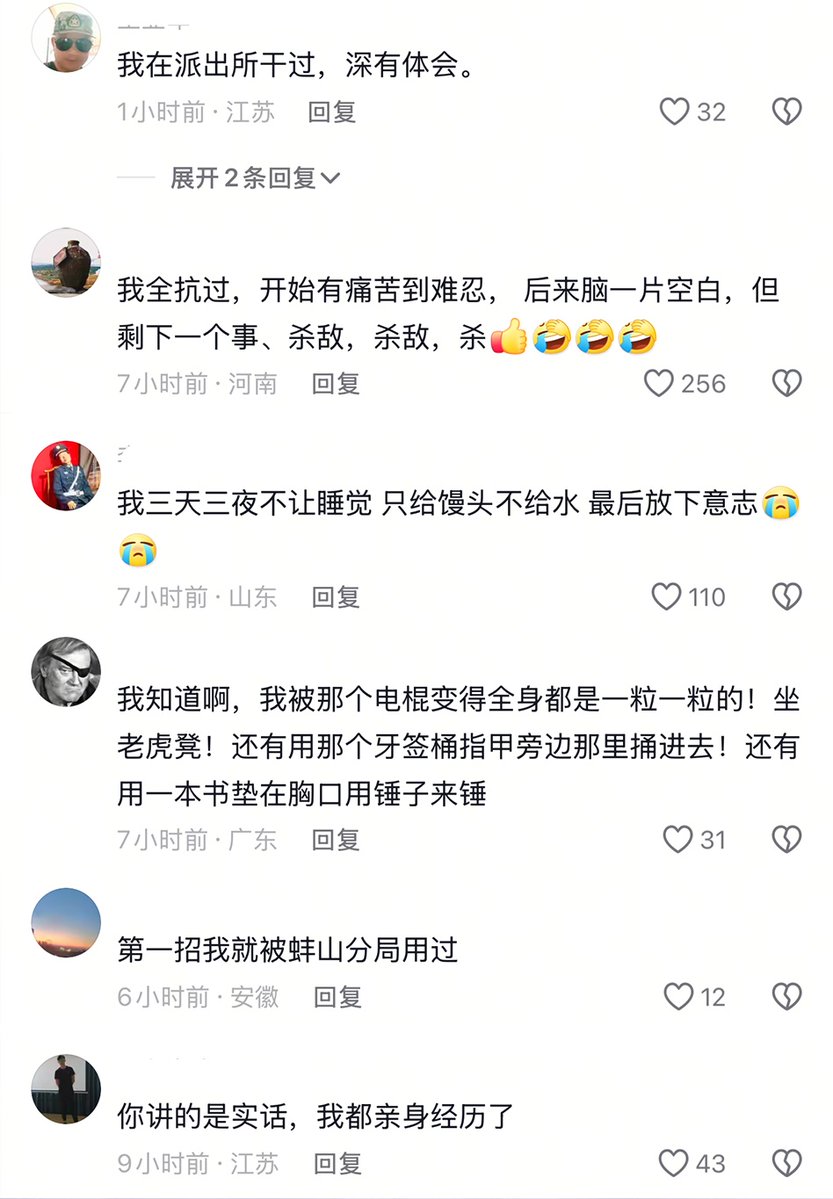 我在派出所干过，深有体会。
1小时前·江苏 回复 32
展开2条回复
我全抗过，开始有痛苦到难忍， 后来脑一片空白，但
剩下一个事、杀敌，杀敌，杀👍🤣🤣🤣
7小时前·河南 回复 256
我三天三夜不让睡觉 只给馒头不给水 最后放下意志😭
😭
7小时前·山东 回复 110
我知道啊，我被那个电棍变得全身都是一粒一粒的！坐
老虎凳！还有用那个牙签桶指甲旁边那里捅进去！还有
用一本书垫在胸口用锤子来锤
7小时前·广东 回复 31
第一招我就被蚌山分局用过
6小时前·安徽 回复 12
你讲的是实话，我都亲身经历了
9小时前·江苏 回复 43